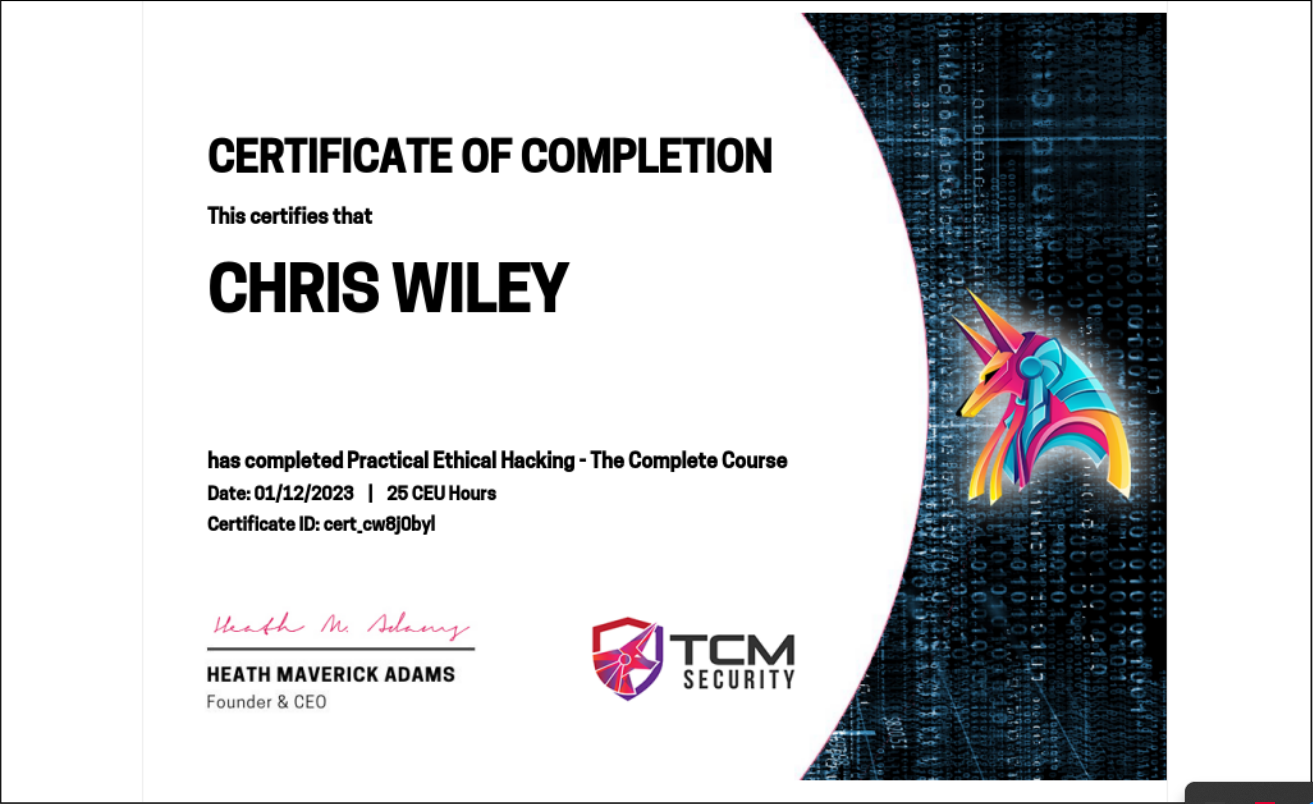 CERTIFICATE OF COMPLETION
This certifies that
CHRIS WILEY
has completed Practical Ethical Hacking - The Complete Course
Date: 01/12/2023 | 25 CEU Hours
Certificate ID: cert_cw8j0byl
Heath M. Adams
HEATH MAVERICK ADAMS
Founder & CEO
TCM
SECURITY